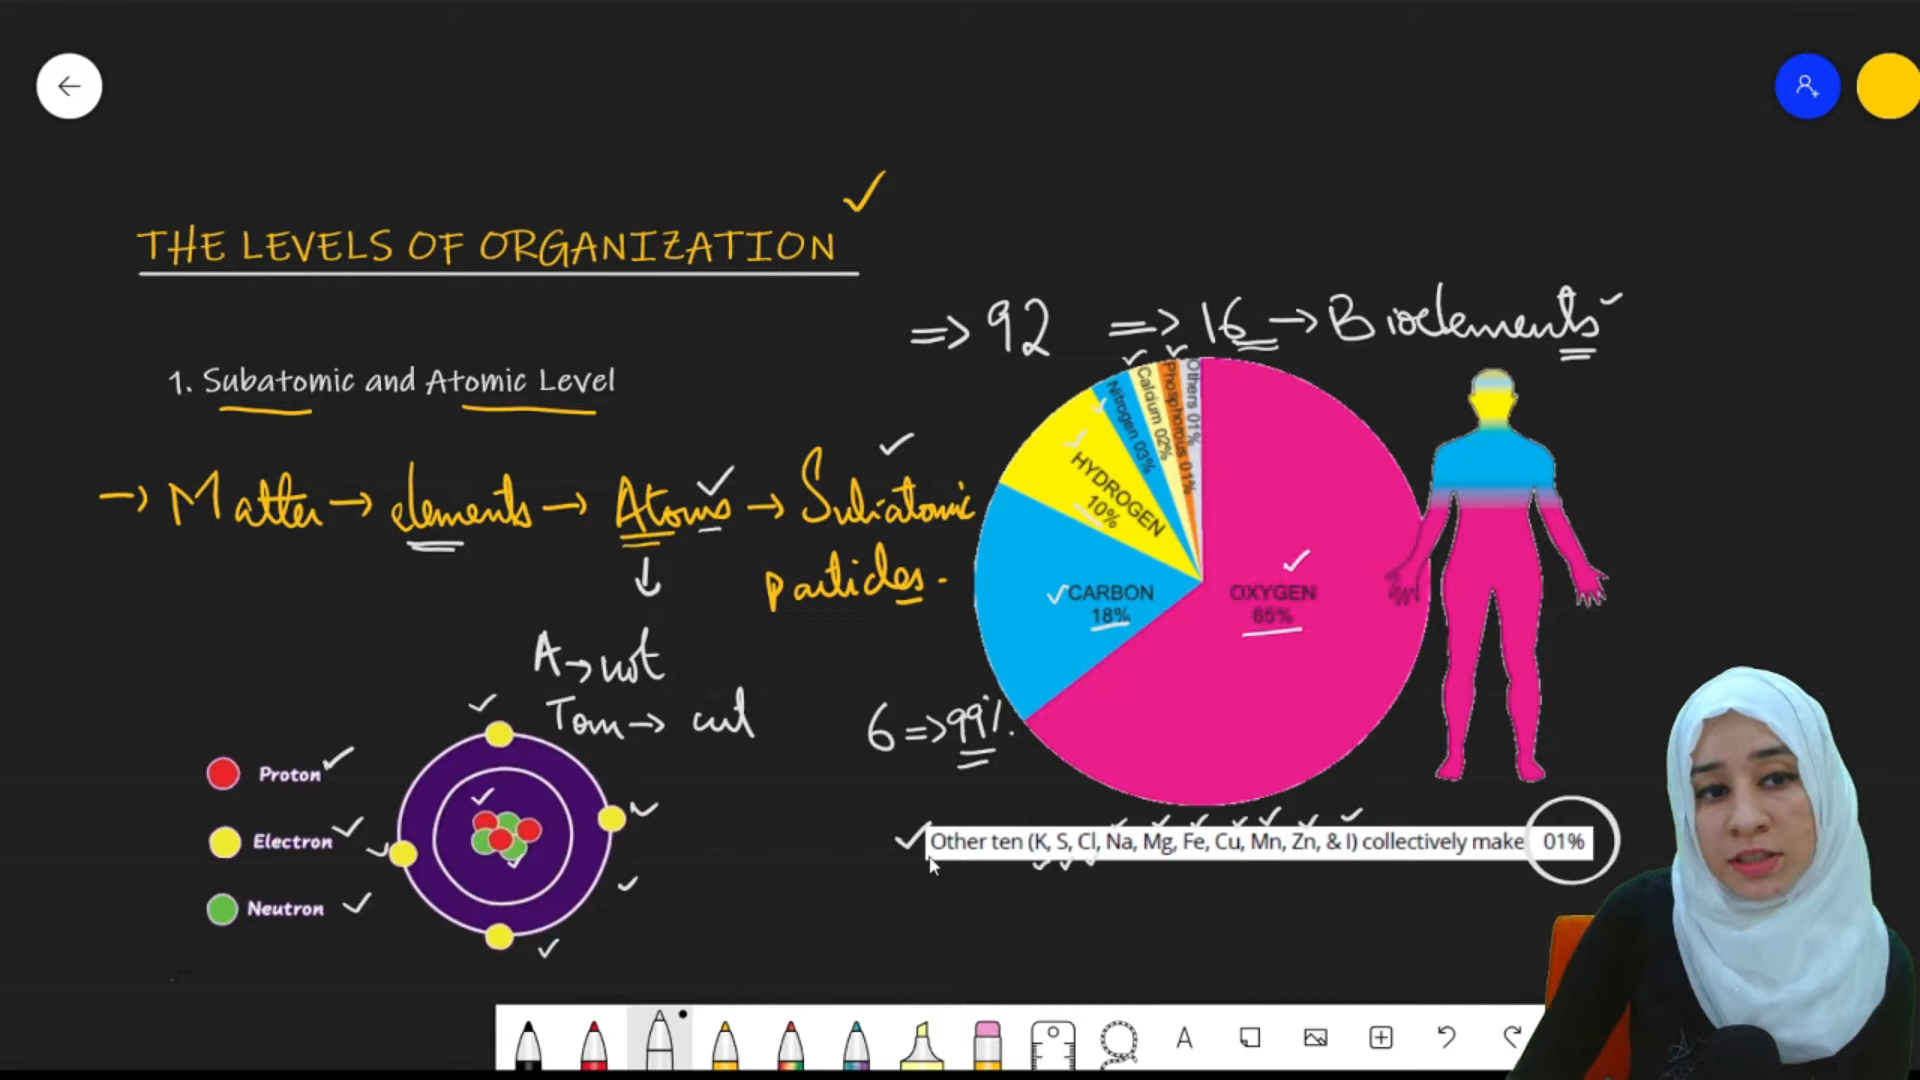 THE LEVELS OF ORGANIZATION
=> 92 => 16 → Bioelements
1. Subatomic and Atomic Level
→ Matter → elements → Atoms → Subatomic
particles.
A → not
Tom → cut
Proton
Electron
Neutron
6 => 99%.
Nitrogen 03%
Calcium 02%
Phosphorous 01%
Others 01%
HYDROGEN
10%
CARBON
18%
OXYGEN
65%
Other ten (K, S, Cl, Na, Mg, Fe, Cu, Mn, Zn, & I) collectively make 01%
A